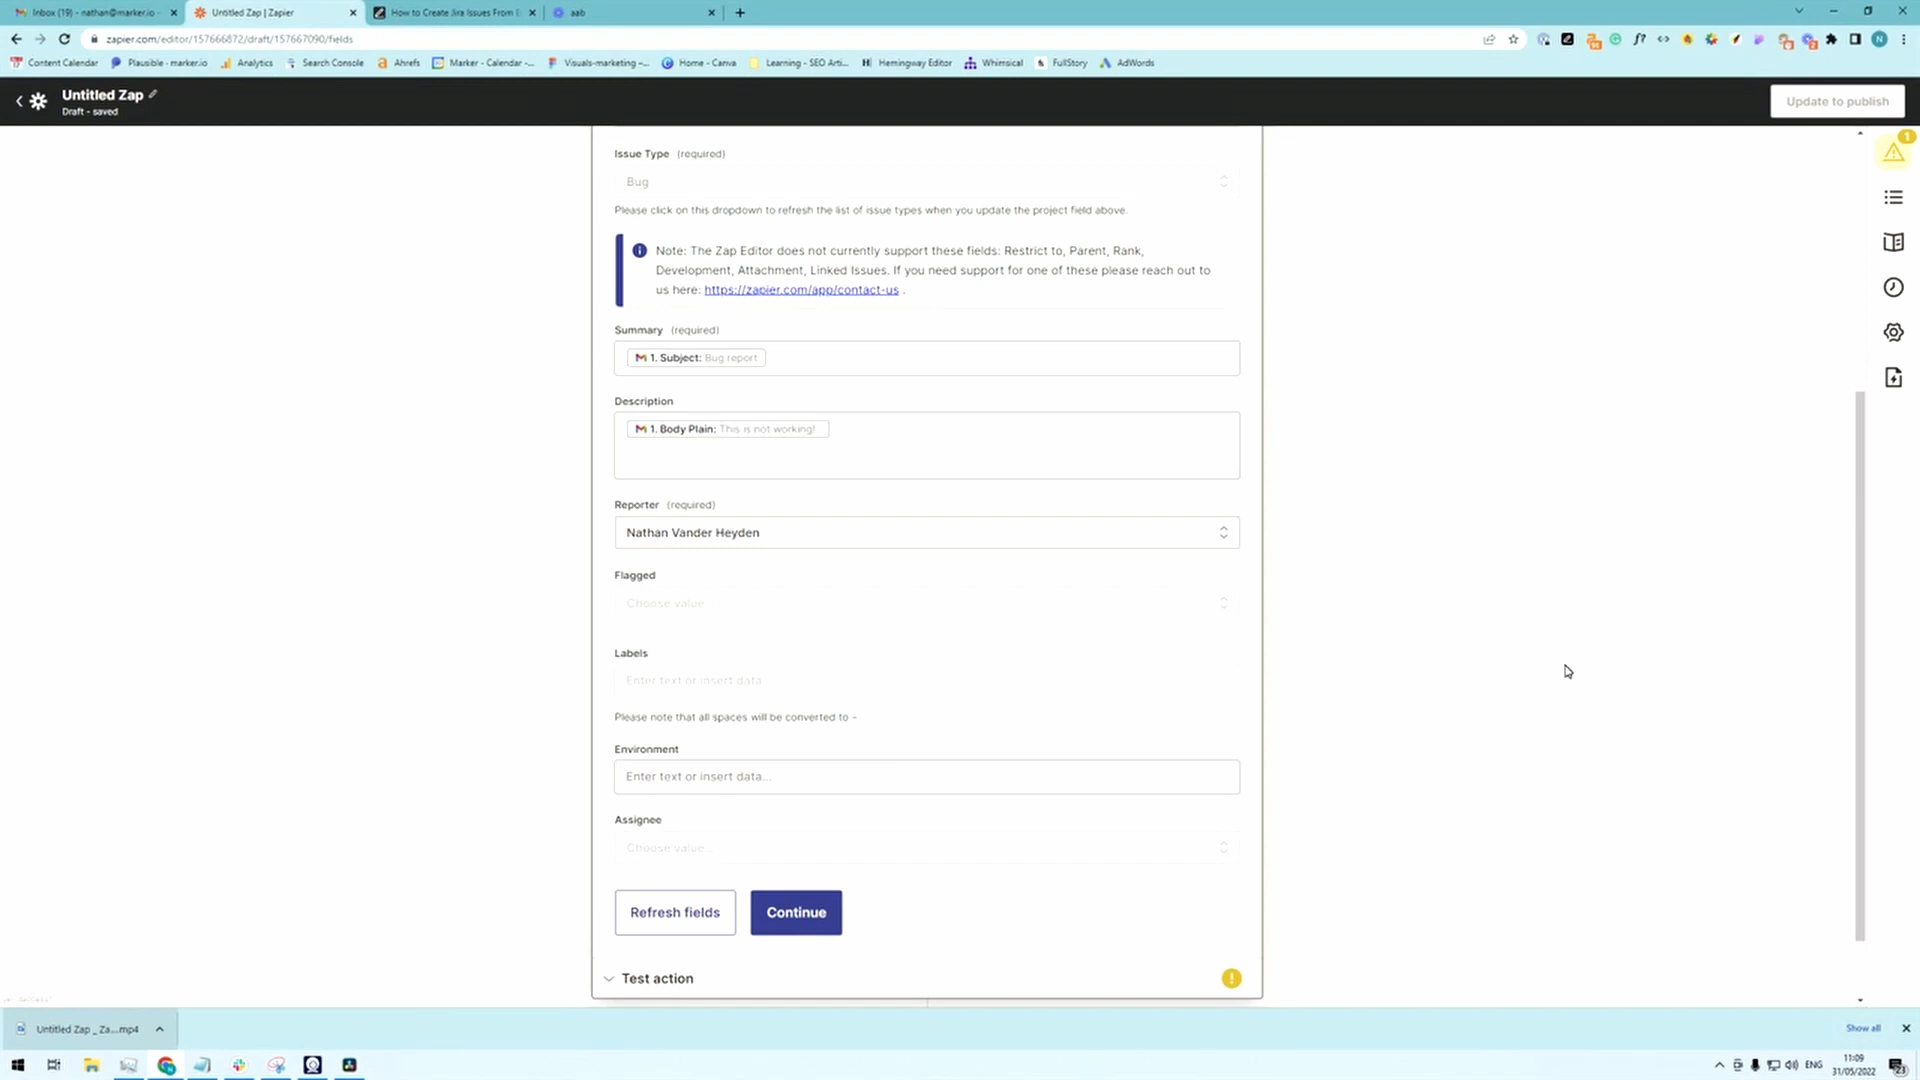 Inbox (19) - nathan@marker.io -
Untitled Zap | Zapier
How to Create Jira Issues From E
aab
zapier.com/editor/157666872/draft/157667090/fields
Content Calendar
Plausible - marker.io
Analytics
Search Console
Ahrefs
Marker - Calendar -...
Visuals-marketing –...
Home - Canva
Learning - SEO Arti...
Hemingway Editor
Whimsical
FullStory
AdWords
Untitled Zap
Draft - saved
Update to publish
1
Issue Type (required)
Bug
Please click on this dropdown to refresh the list of issue types when you update the project field above.
Note: The Zap Editor does not currently support these fields: Restrict to, Parent, Rank,
Development, Attachment, Linked Issues. If you need support for one of these please reach out to
us here: https://zapier.com/app/contact-us .
Summary (required)
1. Subject: Bug report
Description
1. Body Plain: This is not working!
Reporter (required)
Nathan Vander Heyden
Flagged
Choose value
Labels
Enter text or insert data
Please note that all spaces will be converted to -
Environment
Enter text or insert data...
Assignee
Choose value...
Refresh fields
Continue
Test action
Untitled Zap _ Za....mp4
Show all
ENG
11:09
31/05/2022
23